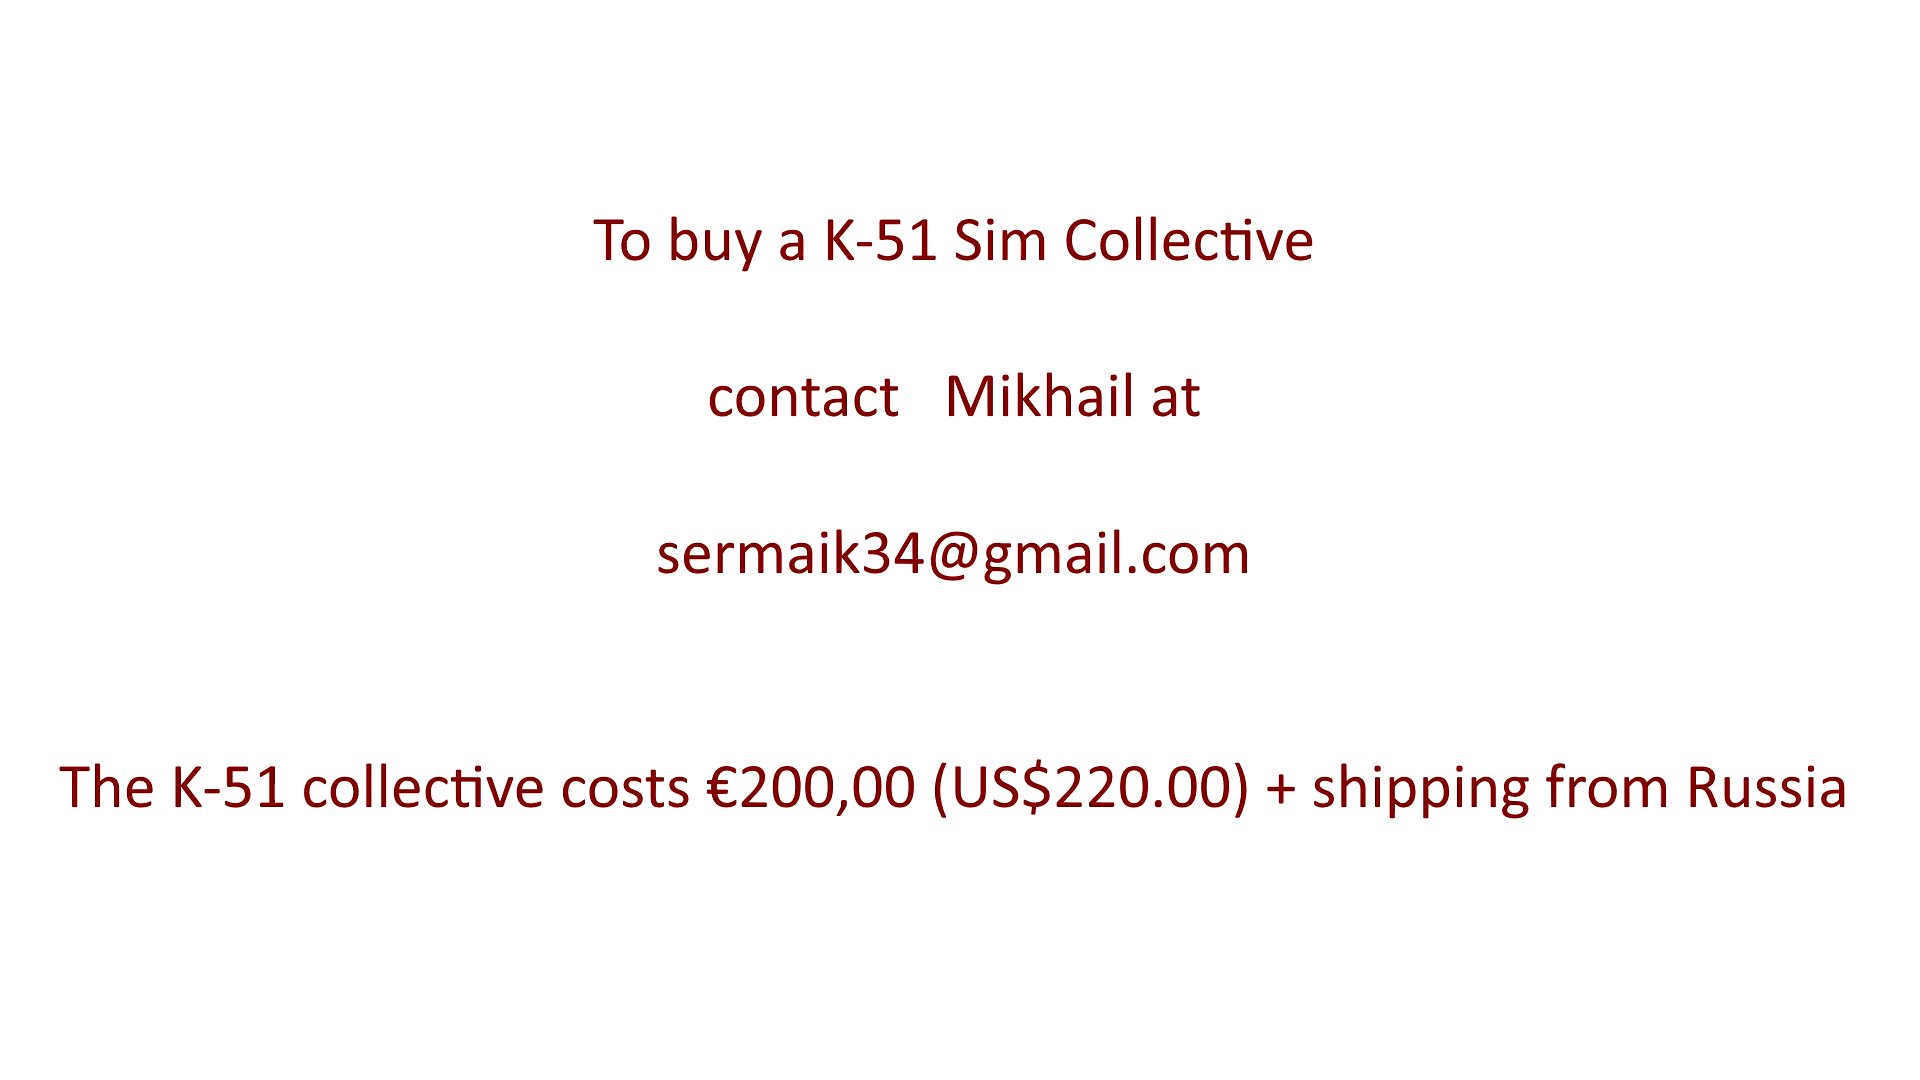 To buy a K-51 Sim Collective
contact   Mikhail at
sermaik34@gmail.com
The K-51 collective costs €200,00 (US$220.00) + shipping from Russia